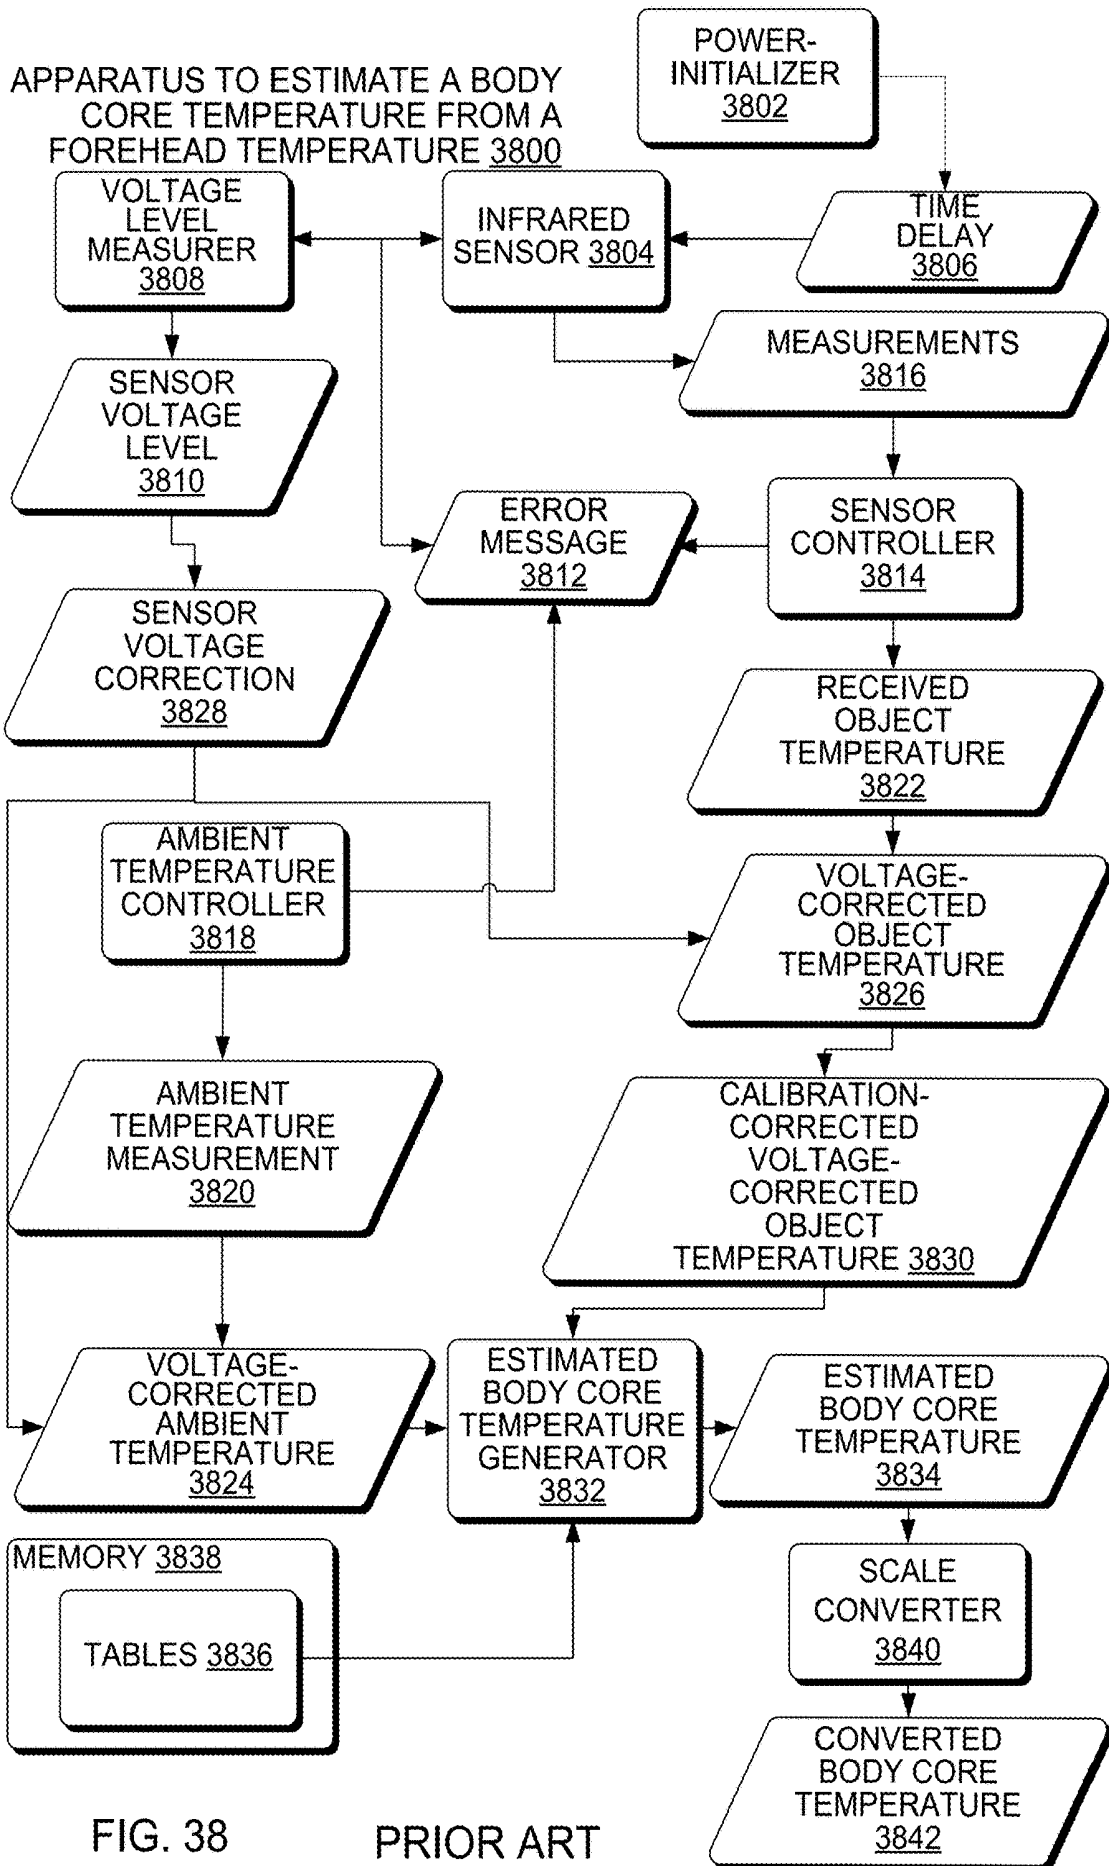 POWER-
INITIALIZER
3802
APPARATUS TO ESTIMATE A BODY
CORE TEMPERATURE FROM A
FOREHEAD TEMPERATURE 3800
VOLTAGE
LEVEL
MEASURER
3808
INFRARED
SENSOR 3804
TIME
DELAY
3806
MEASUREMENTS
3816
SENSOR
VOLTAGE
LEVEL
3810
ERROR
MESSAGE
3812
SENSOR
CONTROLLER
3814
SENSOR
VOLTAGE
CORRECTION
3828
RECEIVED
OBJECT
TEMPERATURE
3822
AMBIENT
TEMPERATURE
CONTROLLER
3818
VOLTAGE-
CORRECTED
OBJECT
TEMPERATURE
3826
AMBIENT
TEMPERATURE
MEASUREMENT
3820
CALIBRATION-
CORRECTED
VOLTAGE-
CORRECTED
OBJECT
TEMPERATURE 3830
VOLTAGE-
CORRECTED
AMBIENT
TEMPERATURE
3824
ESTIMATED
BODY CORE
TEMPERATURE
GENERATOR
3832
ESTIMATED
BODY CORE
TEMPERATURE
3834
MEMORY 3838
TABLES 3836
SCALE
CONVERTER
3840
CONVERTED
BODY CORE
TEMPERATURE
3842
FIG. 38
PRIOR ART